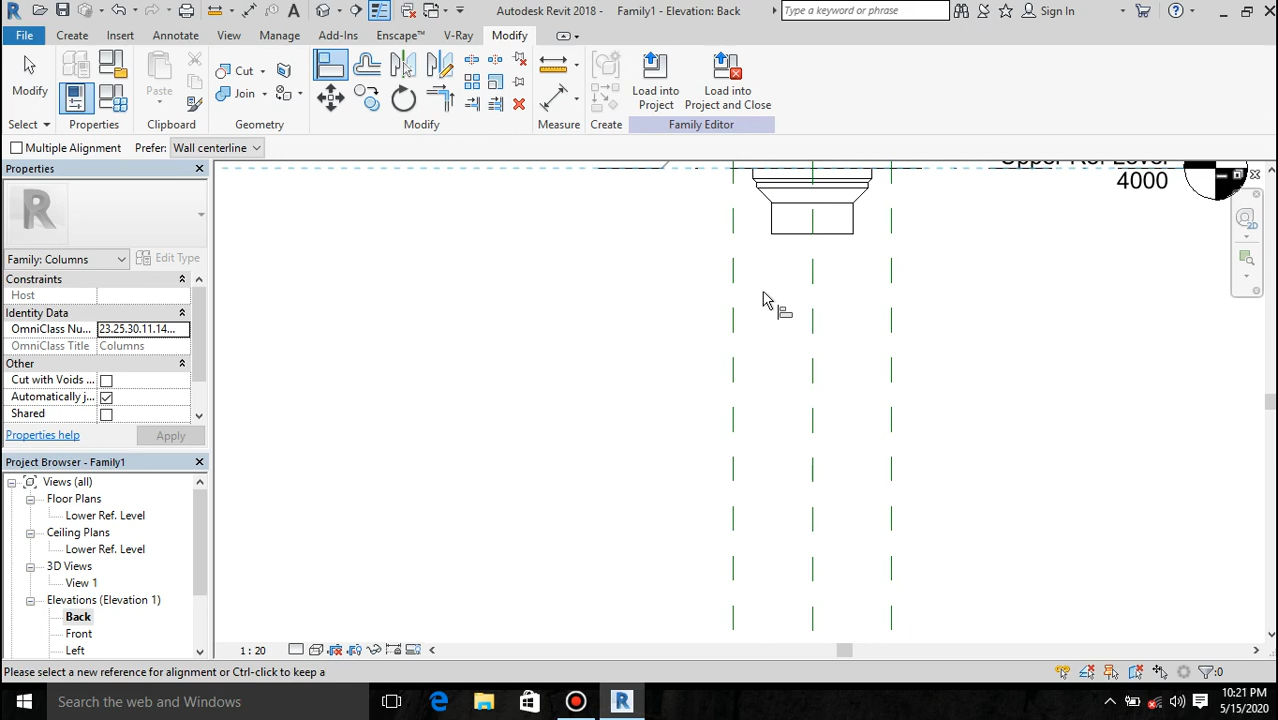 Autodesk Revit 2018 - Family1 - Elevation: Back
Type a keyword or phrase
Sign In
File Create Insert Annotate View Manage Add-Ins Enscape™ V-Ray Modify
Modify
Paste
Cut
Join
Load into
Project
Load into
Project and Close
Select Properties Clipboard Geometry Modify Measure Create Family Editor
Multiple Alignment Prefer: Wall centerline
Properties
Family: Columns Edit Type
Constraints
Host
Identity Data
OmniClass Nu... 23.25.30.11.14...
OmniClass Title Columns
Other
Cut with Voids ...
Automatically j...
Shared
Properties help Apply
Project Browser - Family1
Views (all)
Floor Plans
Lower Ref. Level
Ceiling Plans
Lower Ref. Level
3D Views
View 1
Elevations (Elevation 1)
Back
Front
Left
Upper Ref Level
4000
2D
1 : 20
Please select a new reference for alignment or Ctrl-click to keep a
:0
Search the web and Windows
10:21 PM
5/15/2020